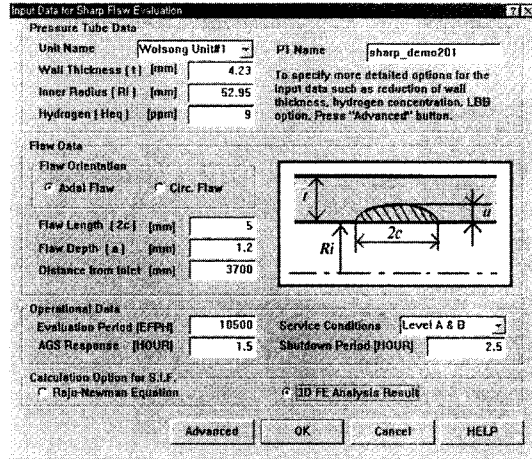 Input Data for Sharp Flaw Evaluation
Pressure Tube Data
Unit Name Wolsong Unit#1 PT Name sharp_demo201
Wall Thickness ( t ) [mm] 4.23
Inner Radius ( Ri ) [mm] 52.95
Hydrogen ( Heq ) [ppm] 9
To specify more detailed options for the
input data such as reduction of wall
thickness, hydrogen concentration, LBB
option, Press "Advanced" button.
Flaw Data
Flaw Orientation
Axial Flaw Circ. Flaw
Flaw Length ( 2c ) [mm] 5
Flaw Depth ( a ) [mm] 1.2
Distance from Inlet [mm] 3700
t
a
2c
Ri
Operational Data
Evaluation Period [EFPH] 10500 Service Conditions Level A & B
AGS Response [HOUR] 1.5 Shutdown Period [HOUR] 2.5
Calculation Option for S.I.F.
Raju-Newman Equation 3D FE Analysis Result
Advanced OK Cancel HELP